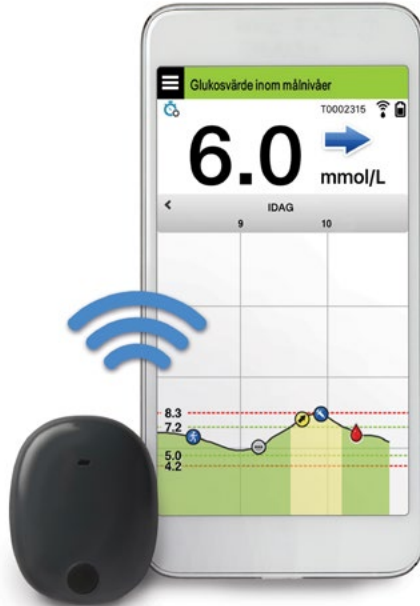 Glukosvärde inom målnivåer
T0002315
6.0
mmol/L
IDAG
9 10
8.3
7.2
5.0
4.2